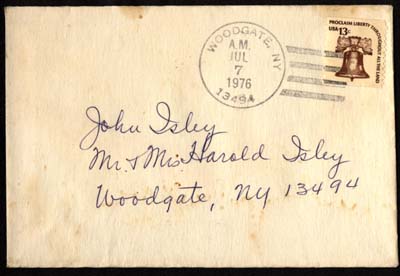 WOODGATE, NY
A.M.
JUL
7
1976
13494
PROCLAIM LIBERTY THROUGHOUT ALL THE LAND
USA 13c
John Isley
Mr. & Mrs Harold Isley
Woodgate, NY 13494